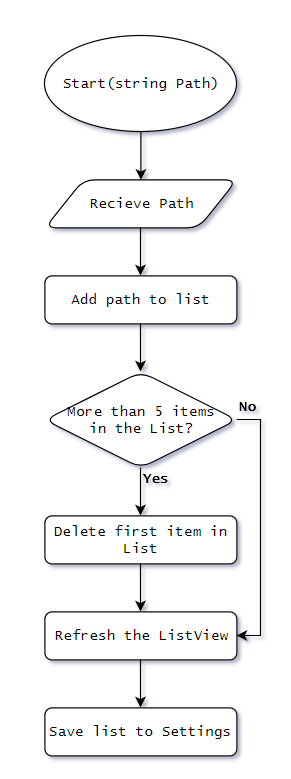 Start(string Path)
Recieve Path
Add path to list
More than 5 items
in the List?
No
Yes
Delete first item in
List
Refresh the ListView
Save list to Settings